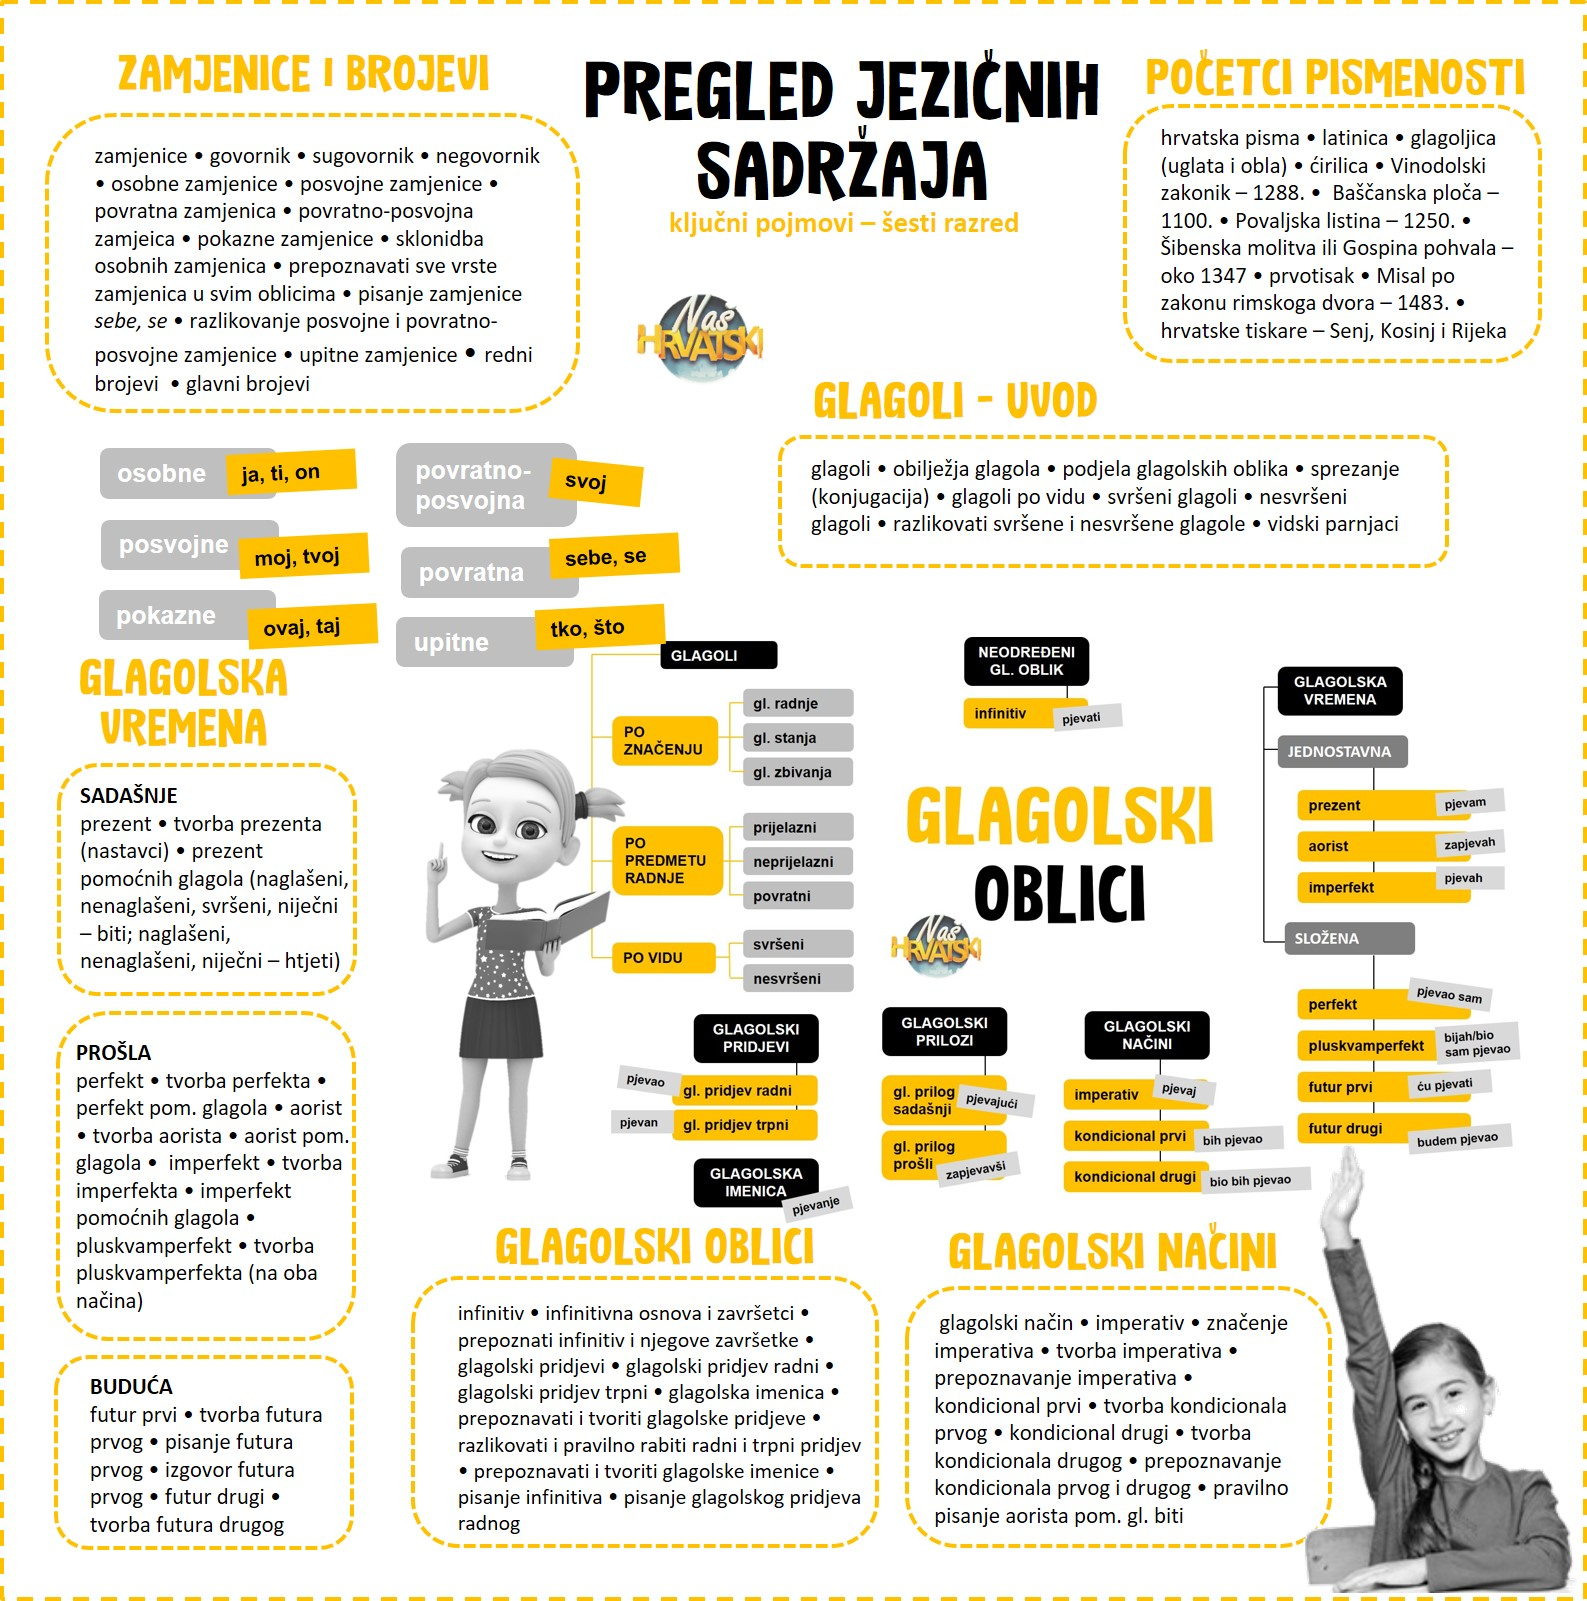 ZAMJENICE I BROJEVI
zamjenice • govornik • sugovornik • negovornik
• osobne zamjenice • posvojne zamjenice •
povratna zamjenica • povratno-posvojna
zamjeica • pokazne zamjenice • sklonidba
osobnih zamjenica • prepoznavati sve vrste
zamjenica u svim oblicima • pisanje zamjenice
sebe, se • razlikovanje posvojne i povratno-
posvojne zamjenice • upitne zamjenice • redni
brojevi • glavni brojevi
PREGLED JEZIČNIH
SADRŽAJA
ključni pojmovi – šesti razred
Naš
HRVATSKI
POČETCI PISMENOSTI
hrvatska pisma • latinica • glagoljica
(uglata i obla) • ćirilica • Vinodolski
zakonik – 1288. • Baščanska ploča –
1100. • Povaljska listina – 1250. •
Šibenska molitva ili Gospina pohvala –
oko 1347 • prvotisak • Misal po
zakonu rimskoga dvora – 1483. •
hrvatske tiskare – Senj, Kosinj i Rijeka
GLAGOLI - UVOD
glagoli • obilježja glagola • podjela glagolskih oblika • sprezanje
(konjugacija) • glagoli po vidu • svršeni glagoli • nesvršeni
glagoli • razlikovati svršene i nesvršene glagole • vidski parnjaci
osobne
ja, ti, on
posvojne
moj, tvoj
pokazne
ovaj, taj
povratno-
posvojna
svoj
povratna
sebe, se
upitne
tko, što
GLAGOLSKA
VREMENA
SADAŠNJE
prezent • tvorba prezenta
(nastavci) • prezent
pomoćnih glagola (naglašeni,
nenaglašeni, svršeni, niječni
– biti; naglašeni,
nenaglašeni, niječni – htjeti)
PROŠLA
perfekt • tvorba perfekta •
perfekt pom. glagola • aorist
• tvorba aorista • aorist pom.
glagola • imperfekt • tvorba
imperfekta • imperfekt
pomoćnih glagola •
pluskvamperfekt • tvorba
pluskvamperfekta (na oba
načina)
BUDUĆA
futur prvi • tvorba futura
prvog • pisanje futura
prvog • izgovor futura
prvog • futur drugi •
tvorba futura drugog
GLAGOLI
PO
ZNAČENJU
gl. radnje
gl. stanja
gl. zbivanja
PO
PREDMETU
RADNJE
prijelazni
neprijelazni
povratni
PO VIDU
svršeni
nesvršeni
NEODREĐENI
GL. OBLIK
infinitiv
pjevati
GLAGOLSKI
OBLICI
Naš
HRVATSKI
GLAGOLSKA
VREMENA
JEDNOSTAVNA
prezent
pjevam
aorist
zapjevah
imperfekt
pjevah
SLOŽENA
perfekt
pjevao sam
pluskvamperfekt
bijah/bio
sam pjevao
futur prvi
ću pjevati
futur drugi
budem pjevao
GLAGOLSKI
PRIDJEVI
pjevao
gl. pridjev radni
pjevan
gl. pridjev trpni
GLAGOLSKA
IMENICA
pjevanje
GLAGOLSKI
PRILOZI
gl. prilog
sadašnji
pjevajući
gl. prilog
prošli
zapjevavši
GLAGOLSKI
NAČINI
imperativ
pjevaj
kondicional prvi
bih pjevao
kondicional drugi
bio bih pjevao
GLAGOLSKI OBLICI
infinitiv • infinitivna osnova i završetci •
prepoznati infinitiv i njegove završetke •
glagolski pridjevi • glagolski pridjev radni •
glagolski pridjev trpni • glagolska imenica •
prepoznavati i tvoriti glagolske pridjeve •
razlikovati i pravilno rabiti radni i trpni pridjev
• prepoznavati i tvoriti glagolske imenice •
pisanje infinitiva • pisanje glagolskog pridjeva
radnog
GLAGOLSKI NAČINI
glagolski način • imperativ • značenje
imperativa • tvorba imperativa •
prepoznavanje imperativa •
kondicional prvi • tvorba kondicionala
prvog • kondicional drugi • tvorba
kondicionala drugog • prepoznavanje
kondicionala prvog i drugog • pravilno
pisanje aorista pom. gl. biti